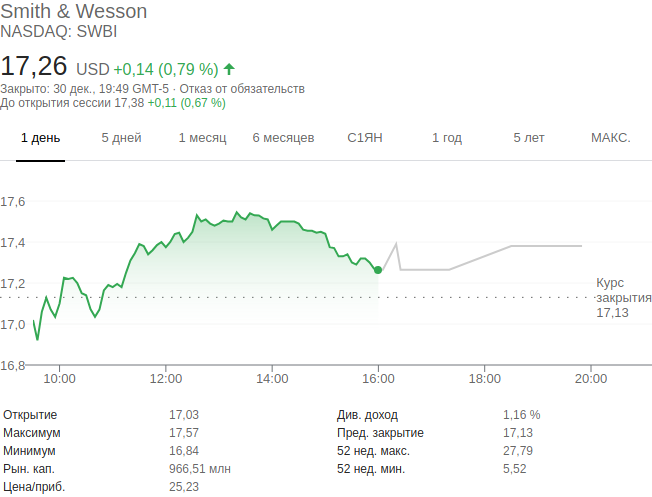 Smith & Wesson
NASDAQ: SWBI
17,26 USD +0,14 (0,79 %)
Закрыто: 30 дек., 19:49 GMT-5 · Отказ от обязательств
До открытия сессии 17,38 +0,11 (0,67 %)
1 день 5 дней 1 месяц 6 месяцев С1ЯН 1 год 5 лет МАКС.
17,6
17,4
17,2
17,0
16,8
Курс
закрытия
17,13
10:00 12:00 14:00 16:00 18:00 20:00
Открытие 17,03 Див. доход 1,16 %
Максимум 17,57 Пред. закрытие 17,13
Минимум 16,84 52 нед. макс. 27,79
Рын. кап. 966,51 млн 52 нед. мин. 5,52
Цена/приб. 25,23